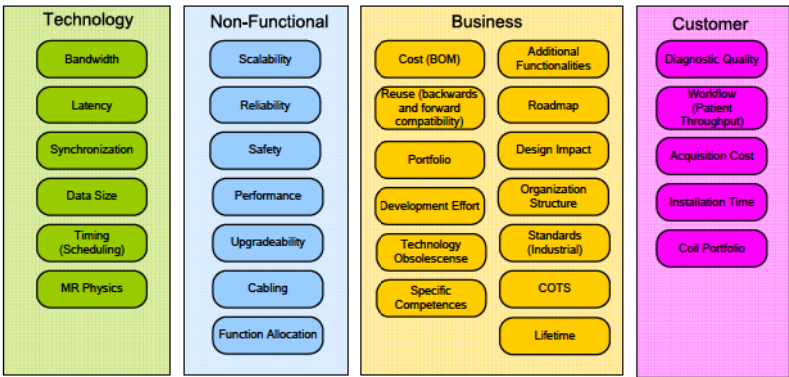 Technology
Bandwidth
Latency
Synchronization
Data Size
Timing
(Scheduling)
MR Physics
Non-Functional
Scalability
Reliability
Safety
Performance
Upgradeability
Cabling
Function Allocation
Business
Cost (BOM)
Reuse (backwards
and forward
compatibility)
Portfolio
Development Effort
Technology
Obsolescense
Specific
Competences
Additional
Functionalities
Roadmap
Design Impact
Organization
Structure
Standards
(Industrial)
COTS
Lifetime
Customer
Diagnostic Quality
Workflow
(Patient
Throughput)
Acquisition Cost
Installation Time
Coil Portfolio